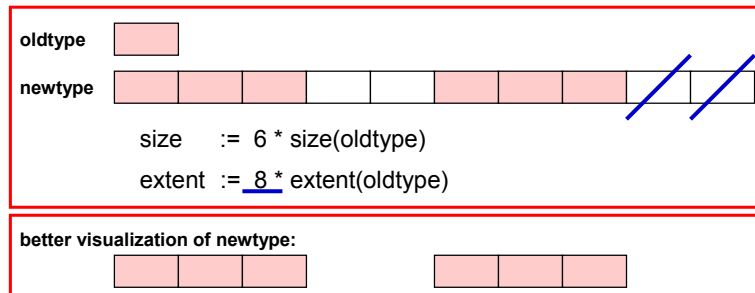 oldtype
newtype
size := 6 * size(oldtype)
extent := 8 * extent(oldtype)
better visualization of newtype: